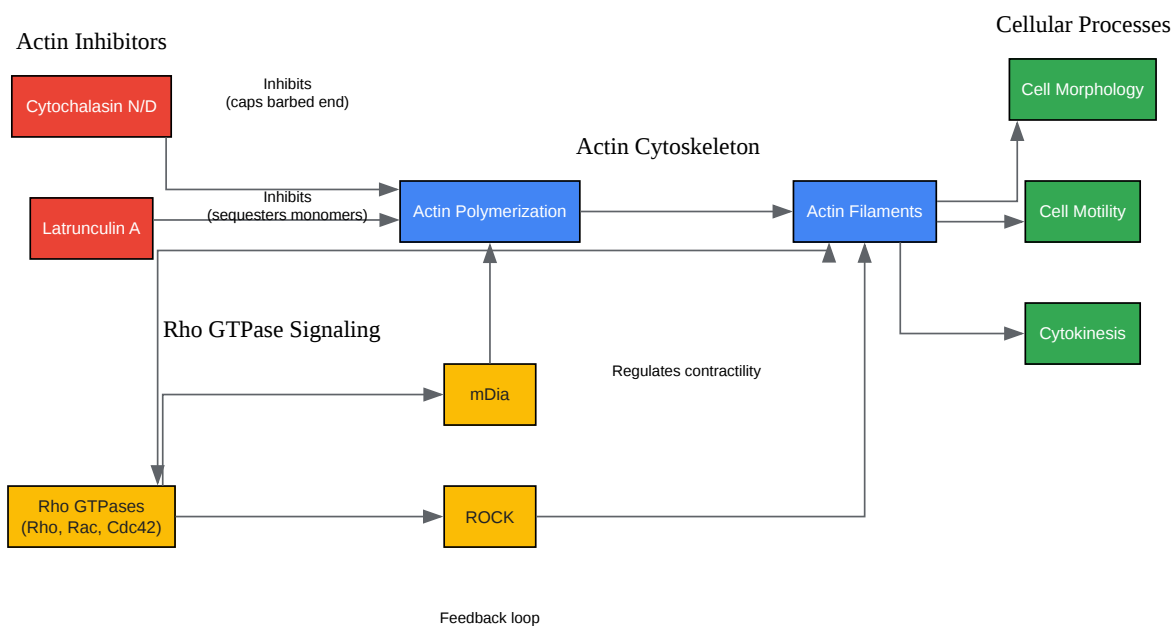 Cellular Processes
Actin Inhibitors
Cell Morphology
Inhibits
(caps barbed end)
Cytochalasin N/D
Actin Cytoskeleton
Inhibits
(sequesters monomers)
Actin Polymerization
Actin Filaments
Cell Motility
Latrunculin A
Rho GTPase Signaling
Cytokinesis
Regulates contractility
mDia
Rho GTPases
(Rho, Rac, Cdc42)
ROCK
Feedback loop